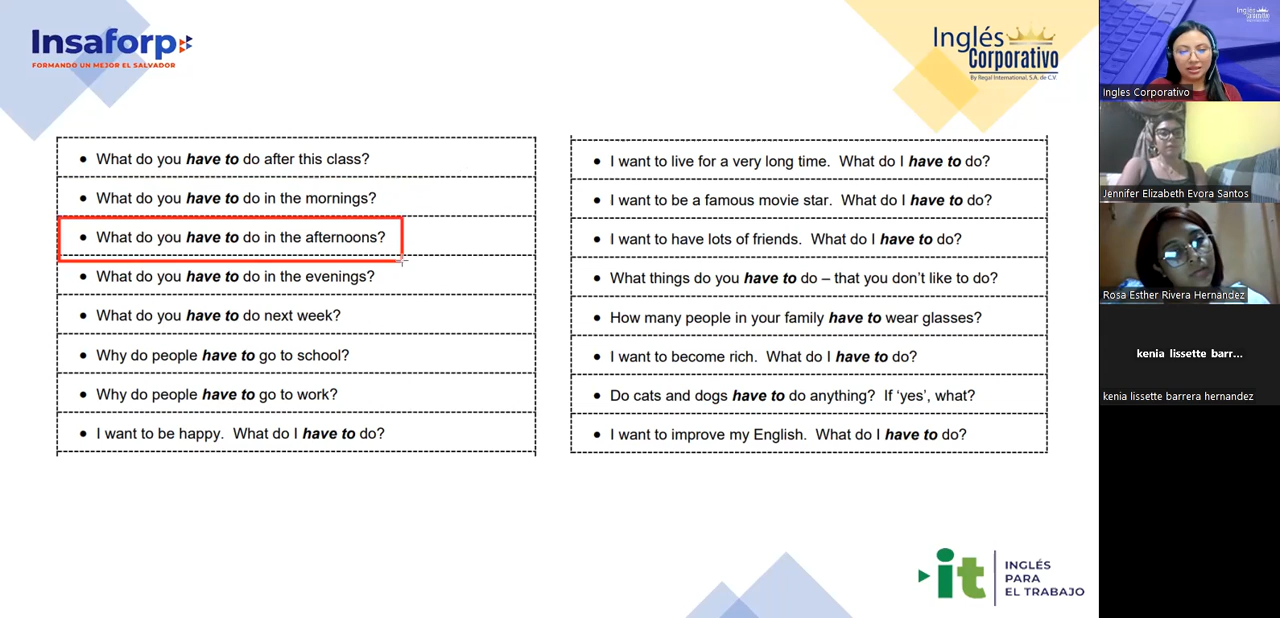 Insaforp
FORMANDO UN MEJOR EL SALVADOR
Inglés
Corporativo
By Regal International, S.A. de C.V.
• What do you have to do after this class?
• What do you have to do in the mornings?
• What do you have to do in the afternoons?
• What do you have to do in the evenings?
• What do you have to do next week?
• Why do people have to go to school?
• Why do people have to go to work?
• I want to be happy. What do I have to do?
• I want to live for a very long time. What do I have to do?
• I want to be a famous movie star. What do I have to do?
• I want to have lots of friends. What do I have to do?
• What things do you have to do – that you don't like to do?
• How many people in your family have to wear glasses?
• I want to become rich. What do I have to do?
• Do cats and dogs have to do anything? If 'yes', what?
• I want to improve my English. What do I have to do?
it
INGLÉS
PARA
EL TRABAJO
Inglés
Ingles Corporativo
Jennifer Elizabeth Evora Santos
Rosa Esther Rivera Hernández
kenia lissette barr...
kenia lissette barrera hernandez